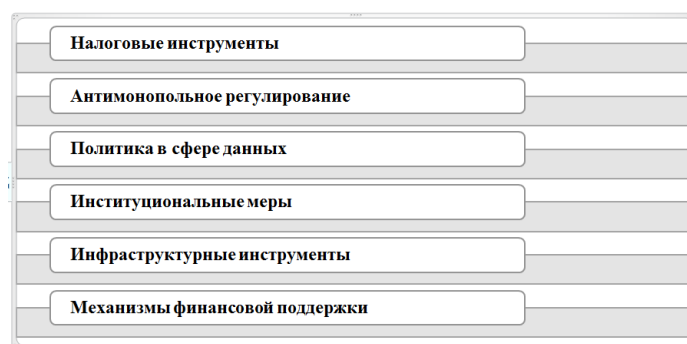 Налоговые инструменты
Антимонопольное регулирование
Политика в сфере данных
Институциональные меры
Инфраструктурные инструменты
Механизмы финансовой поддержки